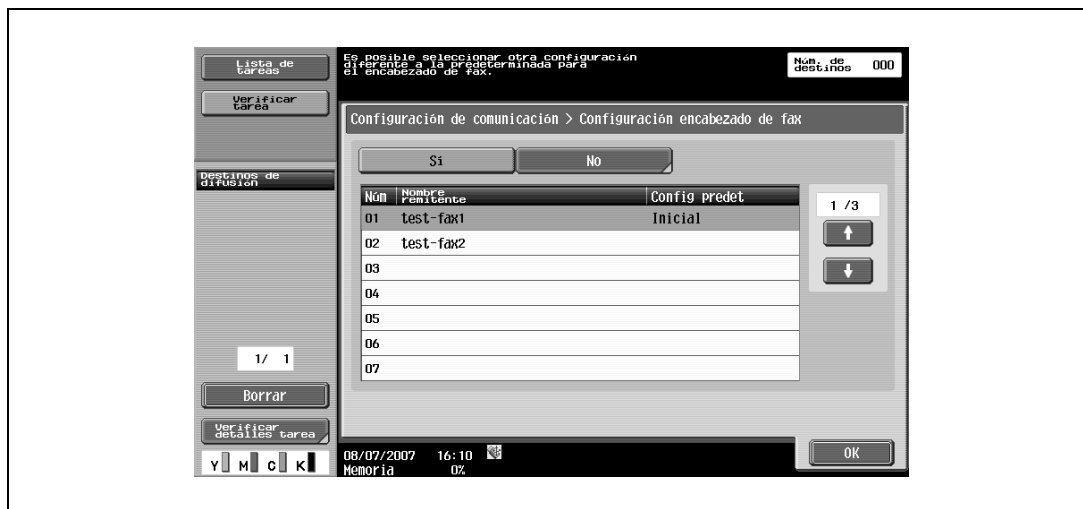 Lista de
tareas
Verificar
tarea
Destinos de
difusión
1/ 1
Borrar
Verificar
detalles tarea
Y M C K
Es posible seleccionar otra configuración
diferente a la predeterminada para
el encabezado de fax.
Núm. de
destinos 000
Configuración de comunicación > Configuración encabezado de fax
Sí No
Núm Nombre
remitente Config predet
01 test-fax1 Inicial
02 test-fax2
03
04
05
06
07
1 /3
08/07/2007 16:10
Memoria 0%
OK